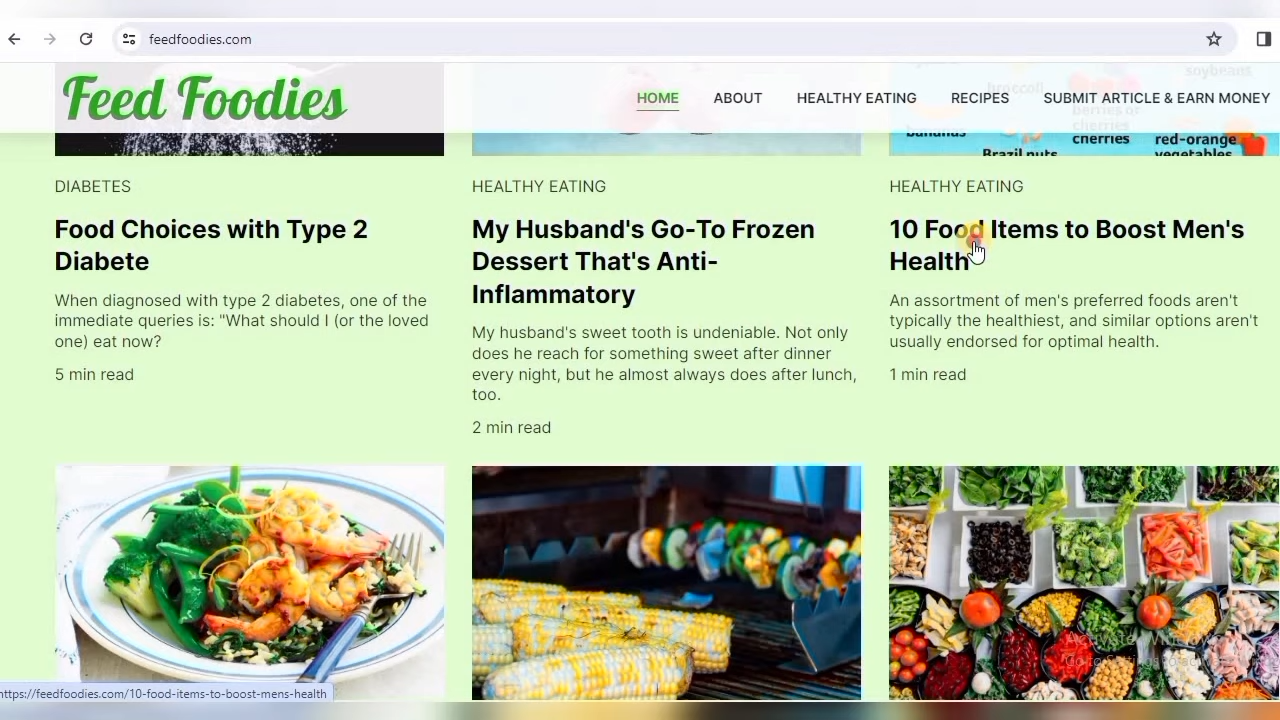 feedfoodies.com
Feed Foodies
HOME
ABOUT
HEALTHY EATING
RECIPES
SUBMIT ARTICLE & EARN MONEY
soybeans
broccoli
berries or
cherries
cherries
bananas
red-orange
vegetables
Brazil nuts
DIABETES
Food Choices with Type 2
Diabete
When diagnosed with type 2 diabetes, one of the
immediate queries is: "What should I (or the loved
one) eat now?
5 min read
HEALTHY EATING
My Husband's Go-To Frozen
Dessert That's Anti-
Inflammatory
My husband's sweet tooth is undeniable. Not only
does he reach for something sweet after dinner
every night, but he almost always does after lunch,
too.
2 min read
HEALTHY EATING
10 Food Items to Boost Men's
Health
An assortment of men's preferred foods aren't
typically the healthiest, and similar options aren't
usually endorsed for optimal health.
1 min read
https://feedfoodies.com/10-food-items-to-boost-mens-health